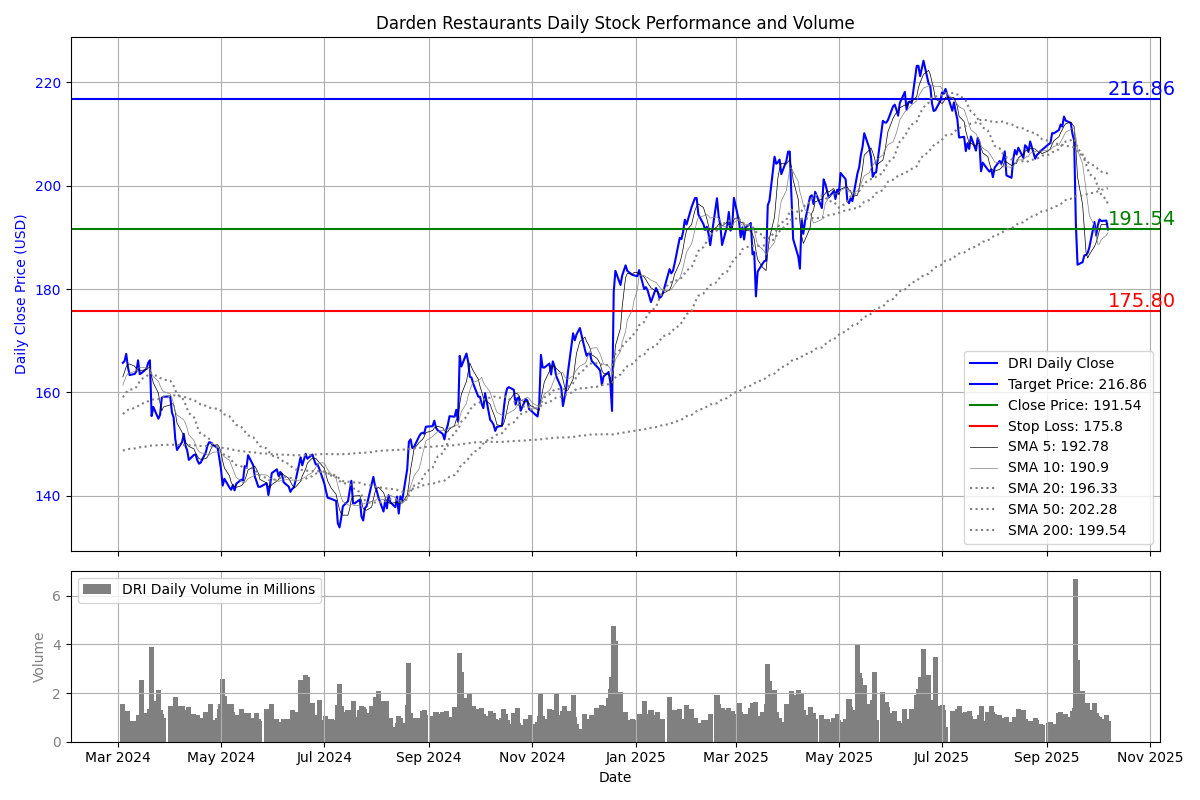 Darden Restaurants Daily Stock Performance and Volume
Daily Close Price (USD)
220
200
180
160
140
216.86
191.54
175.80
DRI Daily Close
Target Price: 216.86
Close Price: 191.54
Stop Loss: 175.8
SMA 5: 192.78
SMA 10: 190.9
SMA 20: 196.33
SMA 50: 202.28
SMA 200: 199.54
Volume
6
4
2
0
DRI Daily Volume in Millions
Mar 2024 May 2024 Jul 2024 Sep 2024 Nov 2024 Jan 2025 Mar 2025 May 2025 Jul 2025 Sep 2025 Nov 2025
Date